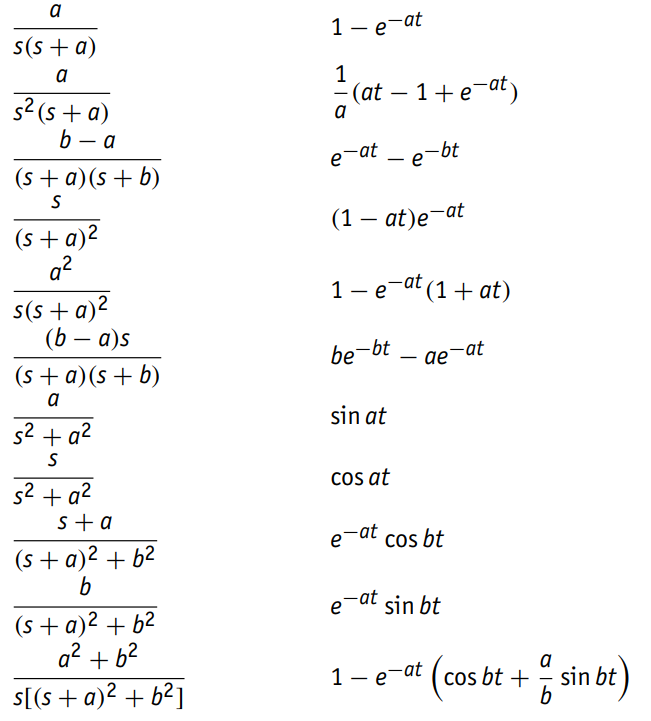 a/(s(s + a))    1 − e^{−at}
a/(s²(s + a))    1/a (at − 1 + e^{−at})
(b − a)/((s + a)(s + b))    e^{−at} − e^{−bt}
s/(s + a)²    (1 − at)e^{−at}
a²/(s(s + a)²)    1 − e^{−at}(1 + at)
(b − a)s/((s + a)(s + b))    be^{−bt} − ae^{−at}
a/(s² + a²)    sin at
s/(s² + a²)    cos at
(s + a)/((s + a)² + b²)    e^{−at} cos bt
b/((s + a)² + b²)    e^{−at} sin bt
(a² + b²)/(s[(s + a)² + b²])    1 − e^{−at} (cos bt + a/b sin bt)